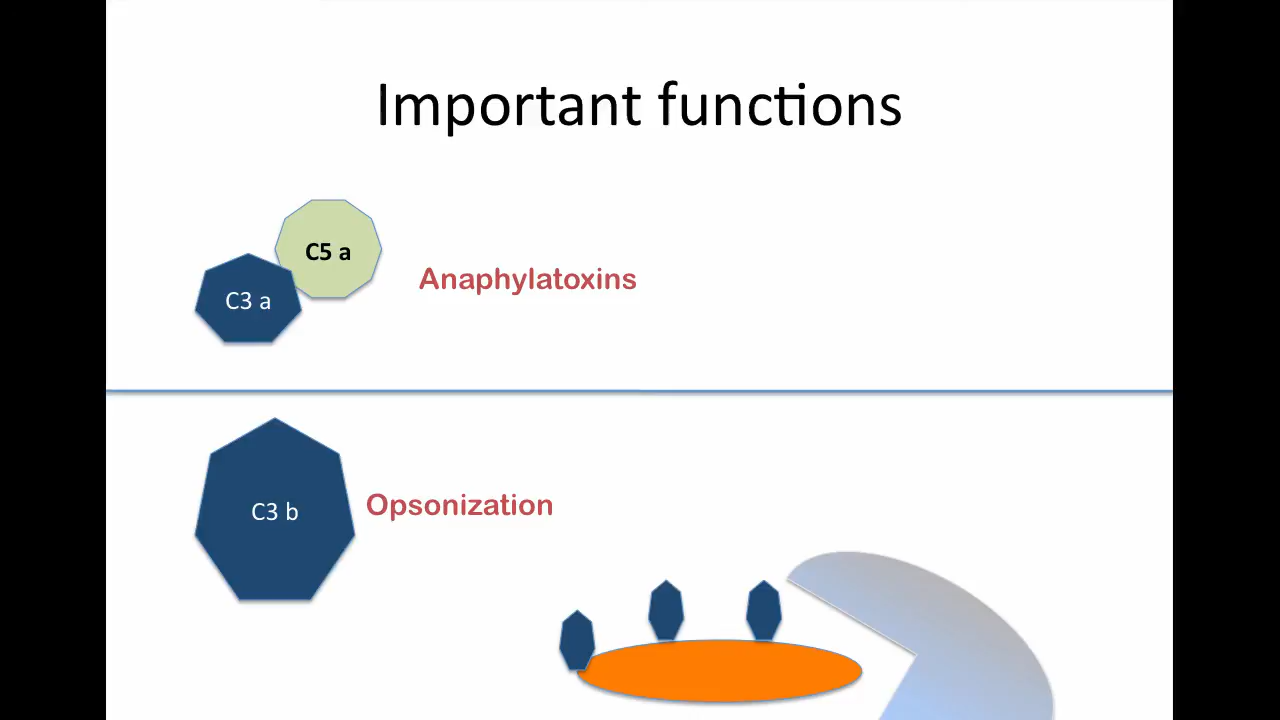 Important functions
C5 a
C3 a
Anaphylatoxins
C3 b
Opsonization